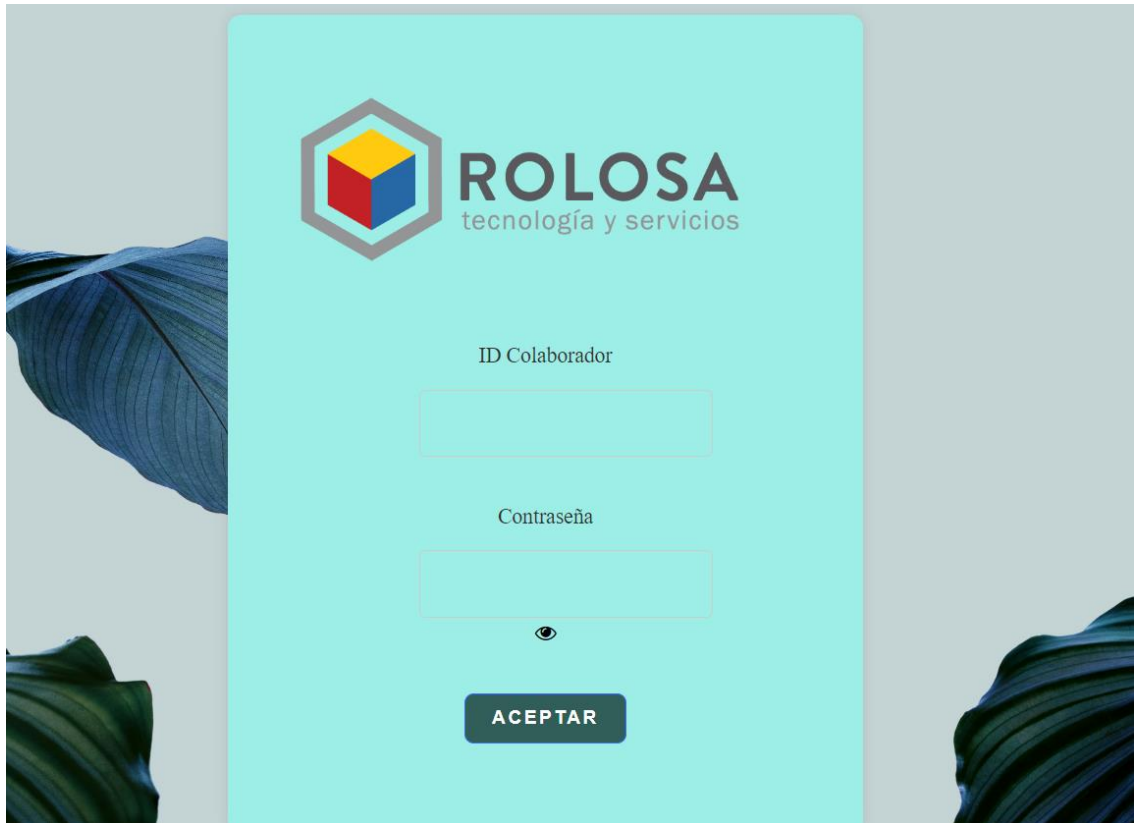 ROLOSA
tecnología y servicios
ID Colaborador
Contraseña
ACEPTAR